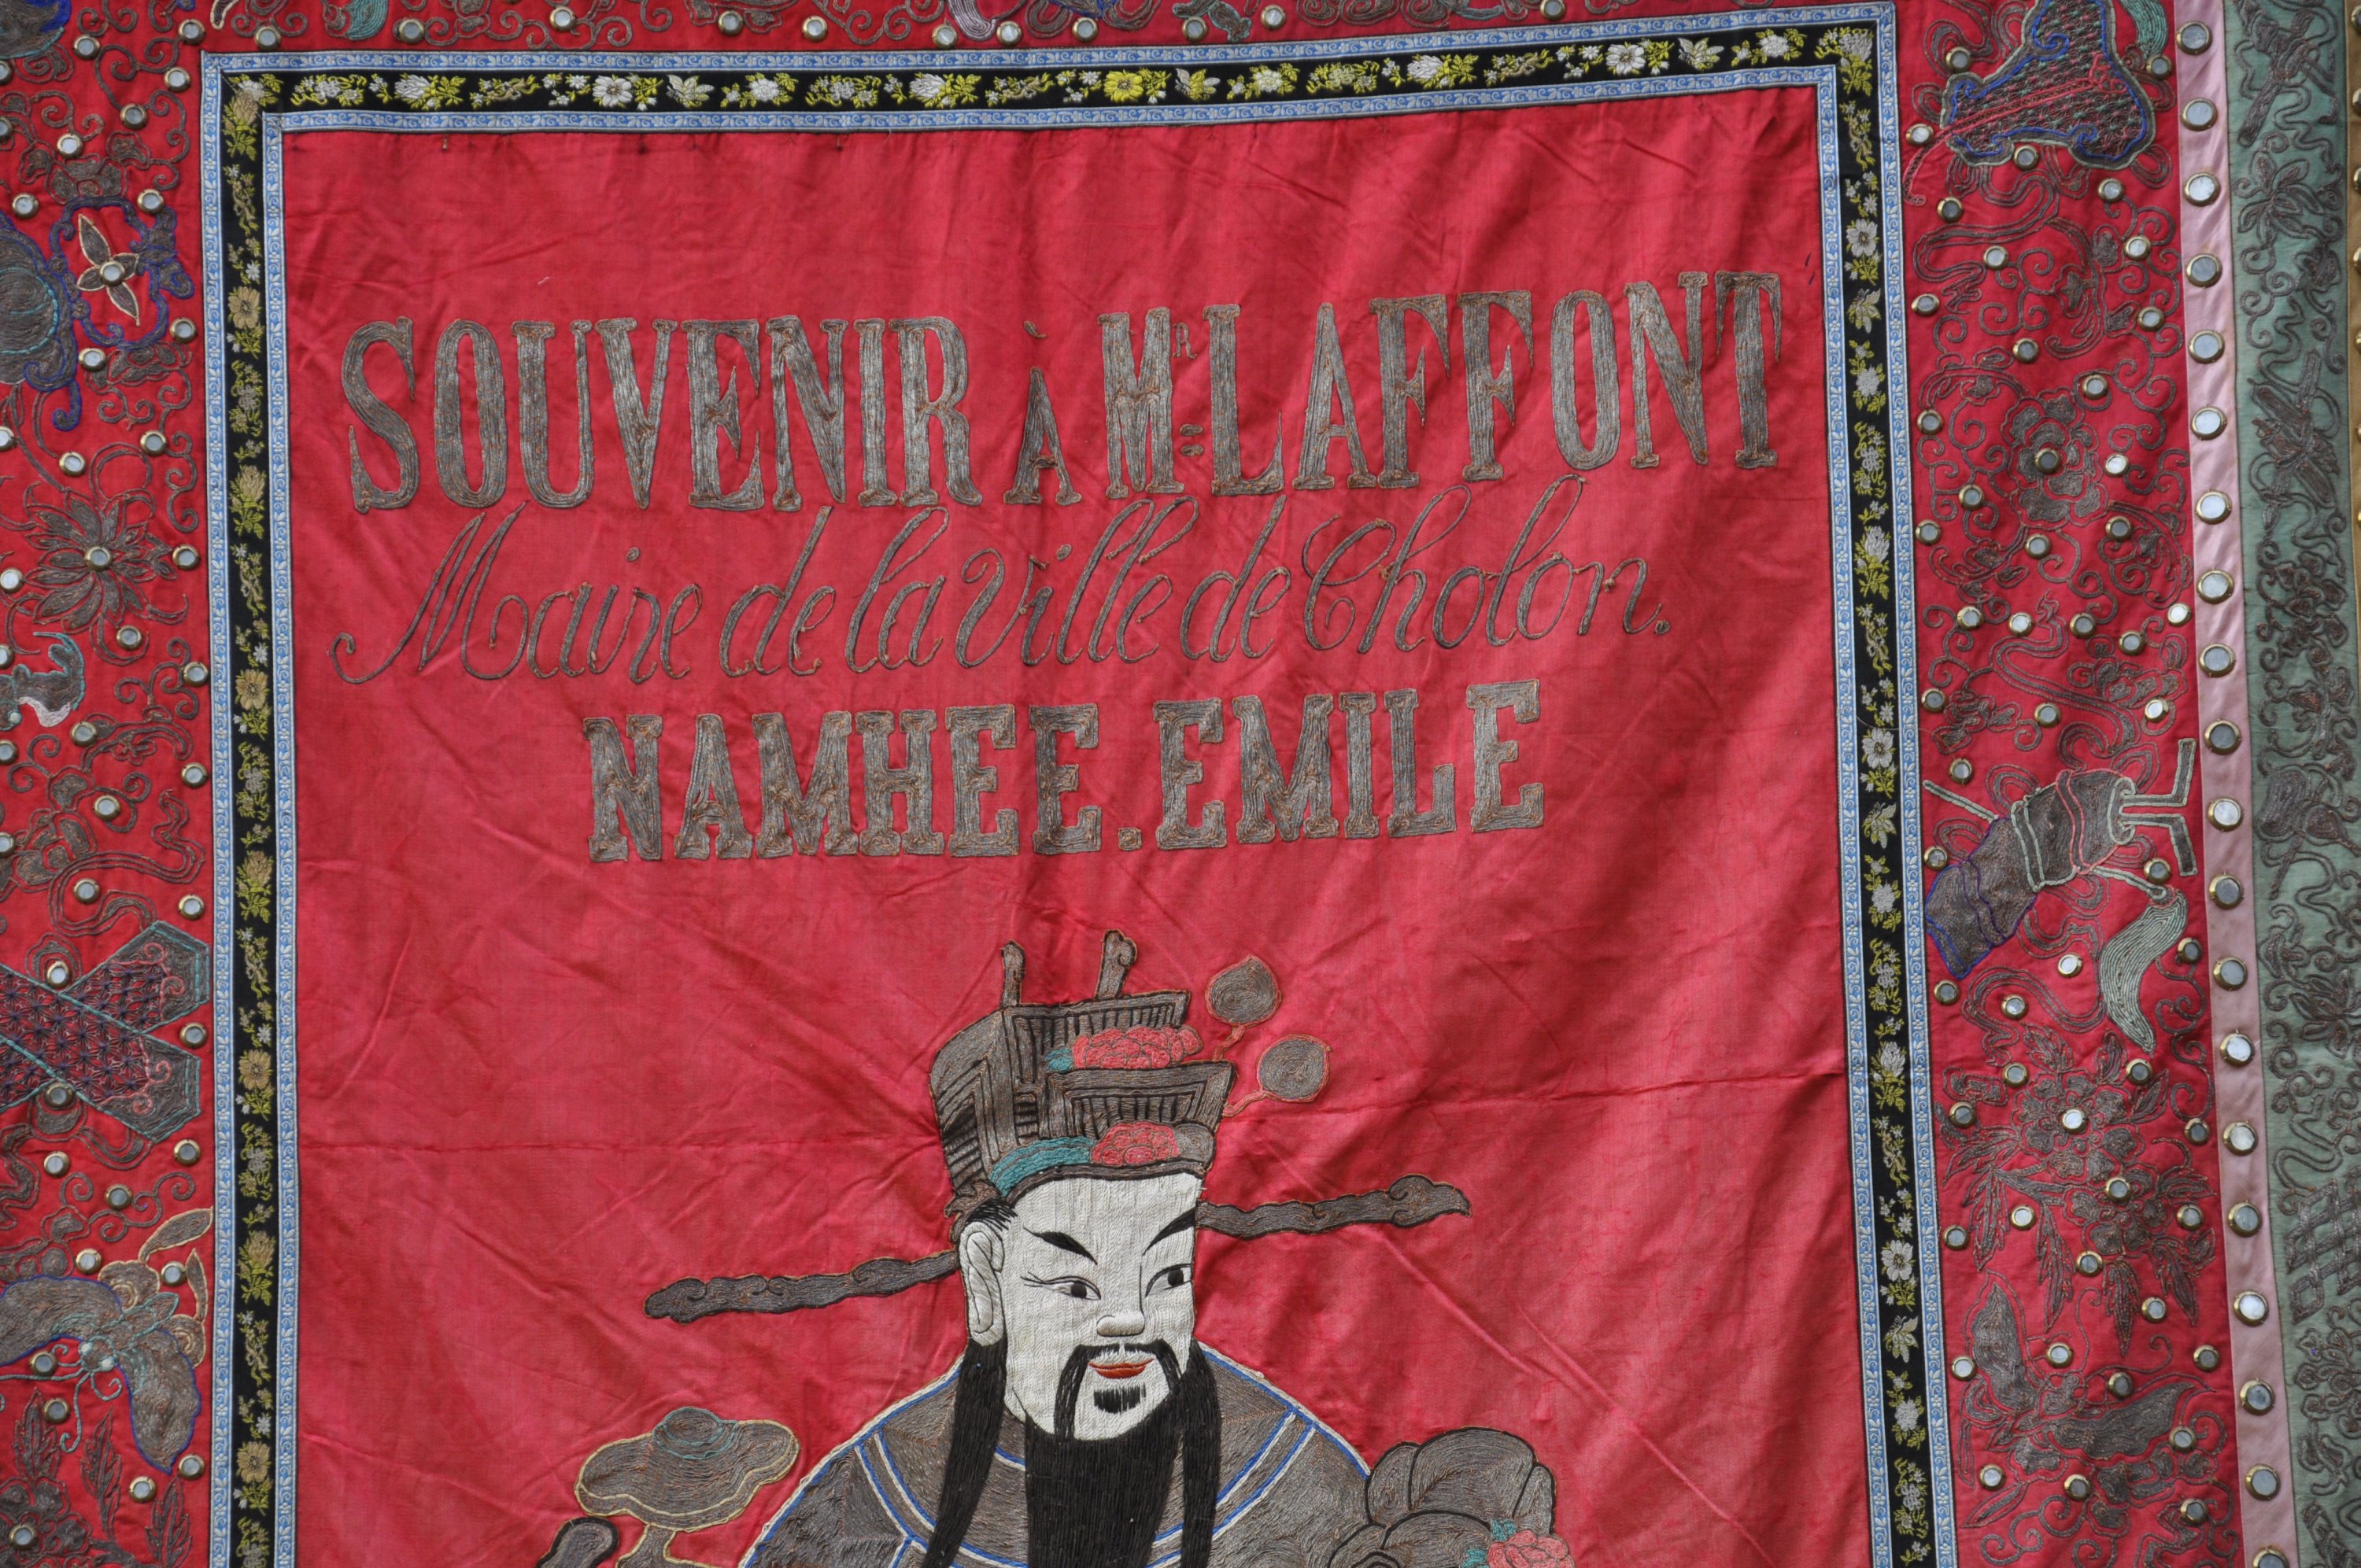 SOUVENIR À MR LAFFONT
Maire de la Ville de Cholon.
NAMHEE.EMILE